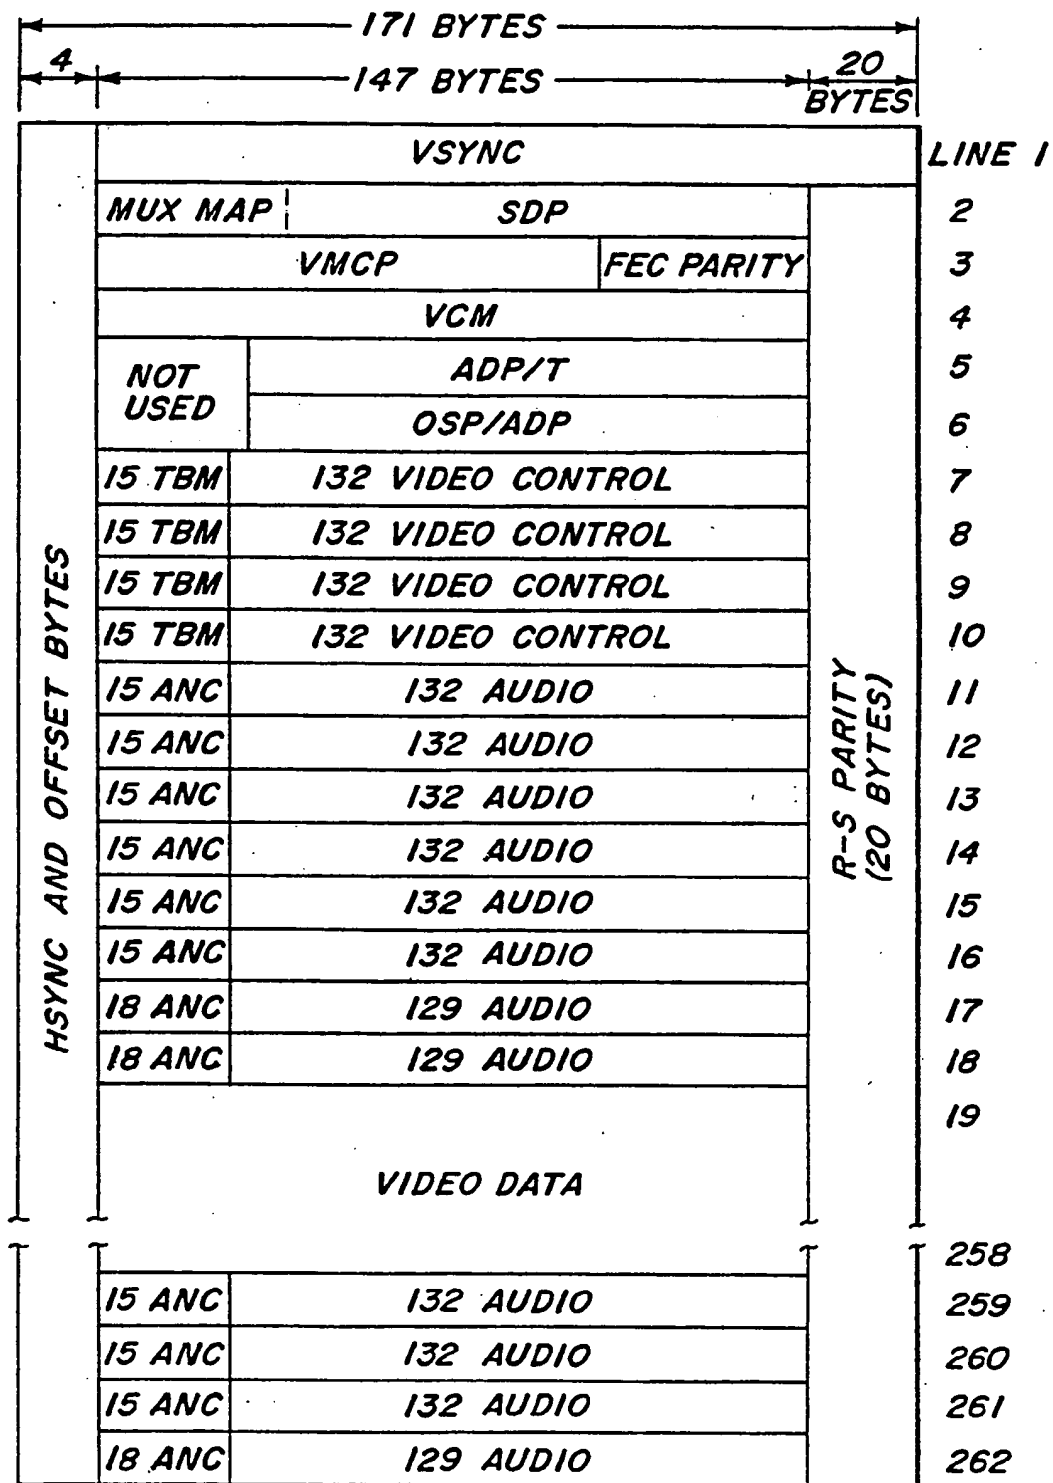 171 BYTES
4 147 BYTES 20 BYTES
VSYNC LINE 1
MUX MAP SDP 2
VMCP FEC PARITY 3
VCM 4
NOT USED
ADP/T 5
OSP/ADP 6
15 TBM 132 VIDEO CONTROL 7
15 TBM 132 VIDEO CONTROL 8
15 TBM 132 VIDEO CONTROL 9
15 TBM 132 VIDEO CONTROL 10
15 ANC 132 AUDIO 11
15 ANC 132 AUDIO 12
15 ANC 132 AUDIO 13
15 ANC 132 AUDIO 14
15 ANC 132 AUDIO 15
15 ANC 132 AUDIO 16
18 ANC 129 AUDIO 17
18 ANC 129 AUDIO 18
19
VIDEO DATA
258
15 ANC 132 AUDIO 259
15 ANC 132 AUDIO 260
15 ANC 132 AUDIO 261
18 ANC 129 AUDIO 262
HSYNC AND OFFSET BYTES
R-S PARITY
(20 BYTES)